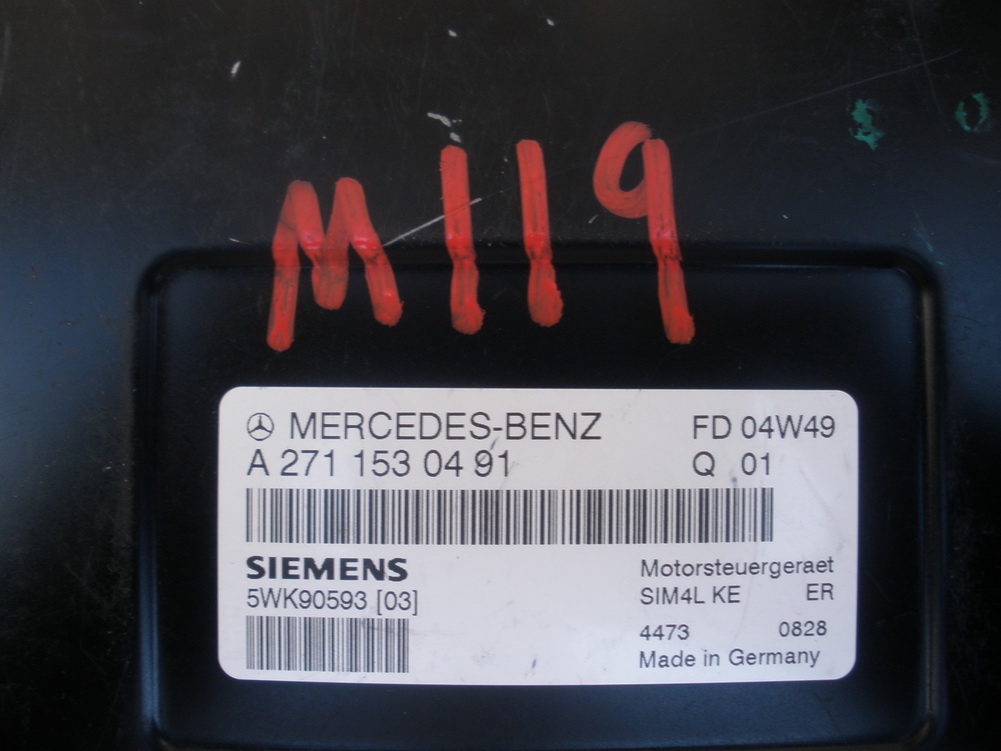 M119
MERCEDES-BENZ FD 04W49
A 271 153 04 91 Q 01
SIEMENS Motorsteuergeraet
5WK90593 [03] SIM4L KE ER
4473 0828
Made in Germany